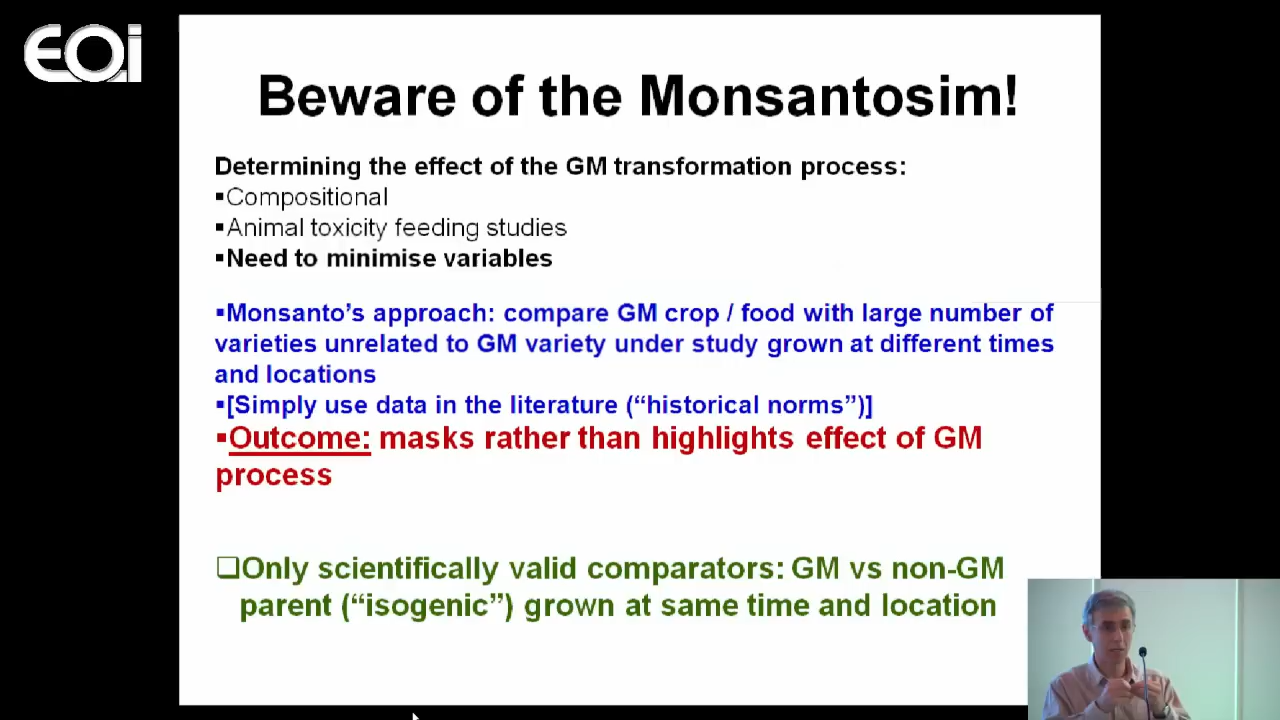 EOi
Beware of the Monsantosim!
Determining the effect of the GM transformation process:
▪Compositional
▪Animal toxicity feeding studies
▪Need to minimise variables
▪Monsanto's approach: compare GM crop / food with large number of
varieties unrelated to GM variety under study grown at different times
and locations
▪[Simply use data in the literature (“historical norms”)]
▪Outcome: masks rather than highlights effect of GM
process
❑Only scientifically valid comparators: GM vs non-GM
parent (“isogenic”) grown at same time and location